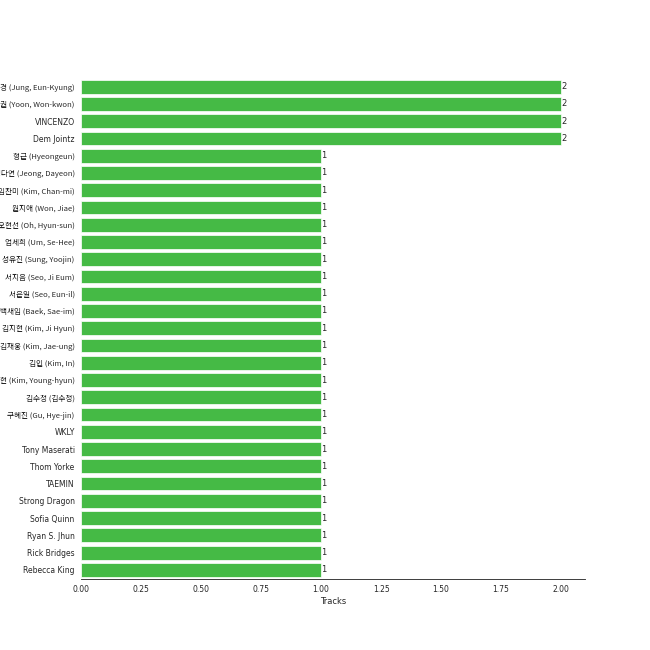 경 (Jung, Eun-Kyung) 2
권 (Yoon, Won-kwon) 2
VINCENZO 2
Dem Jointz 2
형근 (Hyeongeun) 1
다연 (Jeong, Dayeon) 1
김찬미 (Kim, Chan-mi) 1
원지애 (Won, Jiae) 1
오현선 (Oh, Hyun-sun) 1
엄세희 (Um, Se-Hee) 1
성유진 (Sung, Yoojin) 1
서지음 (Seo, Ji Eum) 1
서은일 (Seo, Eun-il) 1
백새임 (Baek, Sae-im) 1
김지현 (Kim, Ji Hyun) 1
김재웅 (Kim, Jae-ung) 1
김인 (Kim, In) 1
현 (Kim, Young-hyun) 1
김수정 (김수정) 1
구혜진 (Gu, Hye-jin) 1
WKLY 1
Tony Maserati 1
Thom Yorke 1
TAEMIN 1
Strong Dragon 1
Sofia Quinn 1
Ryan S. Jhun 1
Rick Bridges 1
Rebecca King 1
0.00 0.25 0.50 0.75 1.00 1.25 1.50 1.75 2.00
Tracks